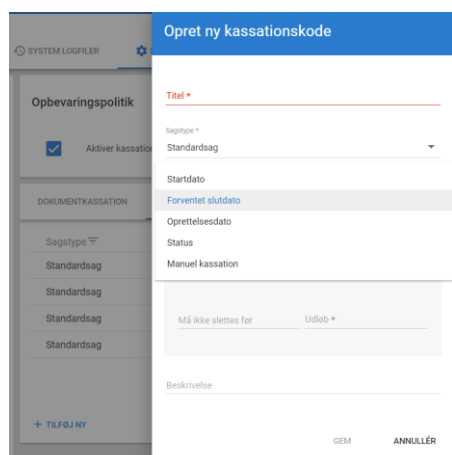 Opret ny kassationskode
SYSTEM LOGFILER
Opbevaringspolitik
Titel *
Aktiver kassation
Sagstype *
Standardsag
Startdato
Forventet slutdato
Oprettelsesdato
Status
Manuel kassation
DOKUMENTKASSATION
Sagstype
Standardsag
Standardsag
Standardsag
Standardsag
Må ikke slettes før
Udløb *
Beskrivelse
+ TILFØJ NY
GEM
ANNULLÉR